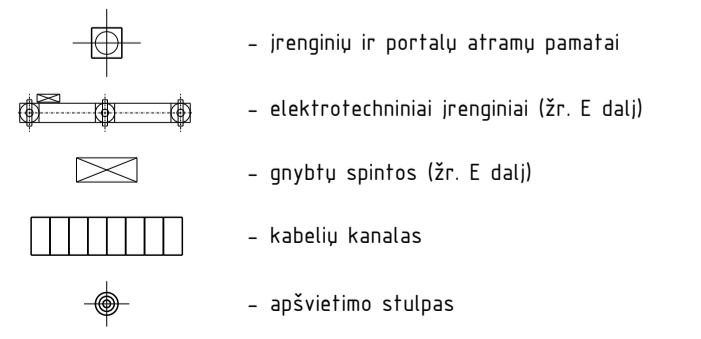 - įrenginių ir portalų atramų pamatai
- elektrotechniniai įrenginiai (žr. E dalį)
- gnybtų spintos (žr. E dalį)
- kabelių kanalas
- apšvietimo stulpas